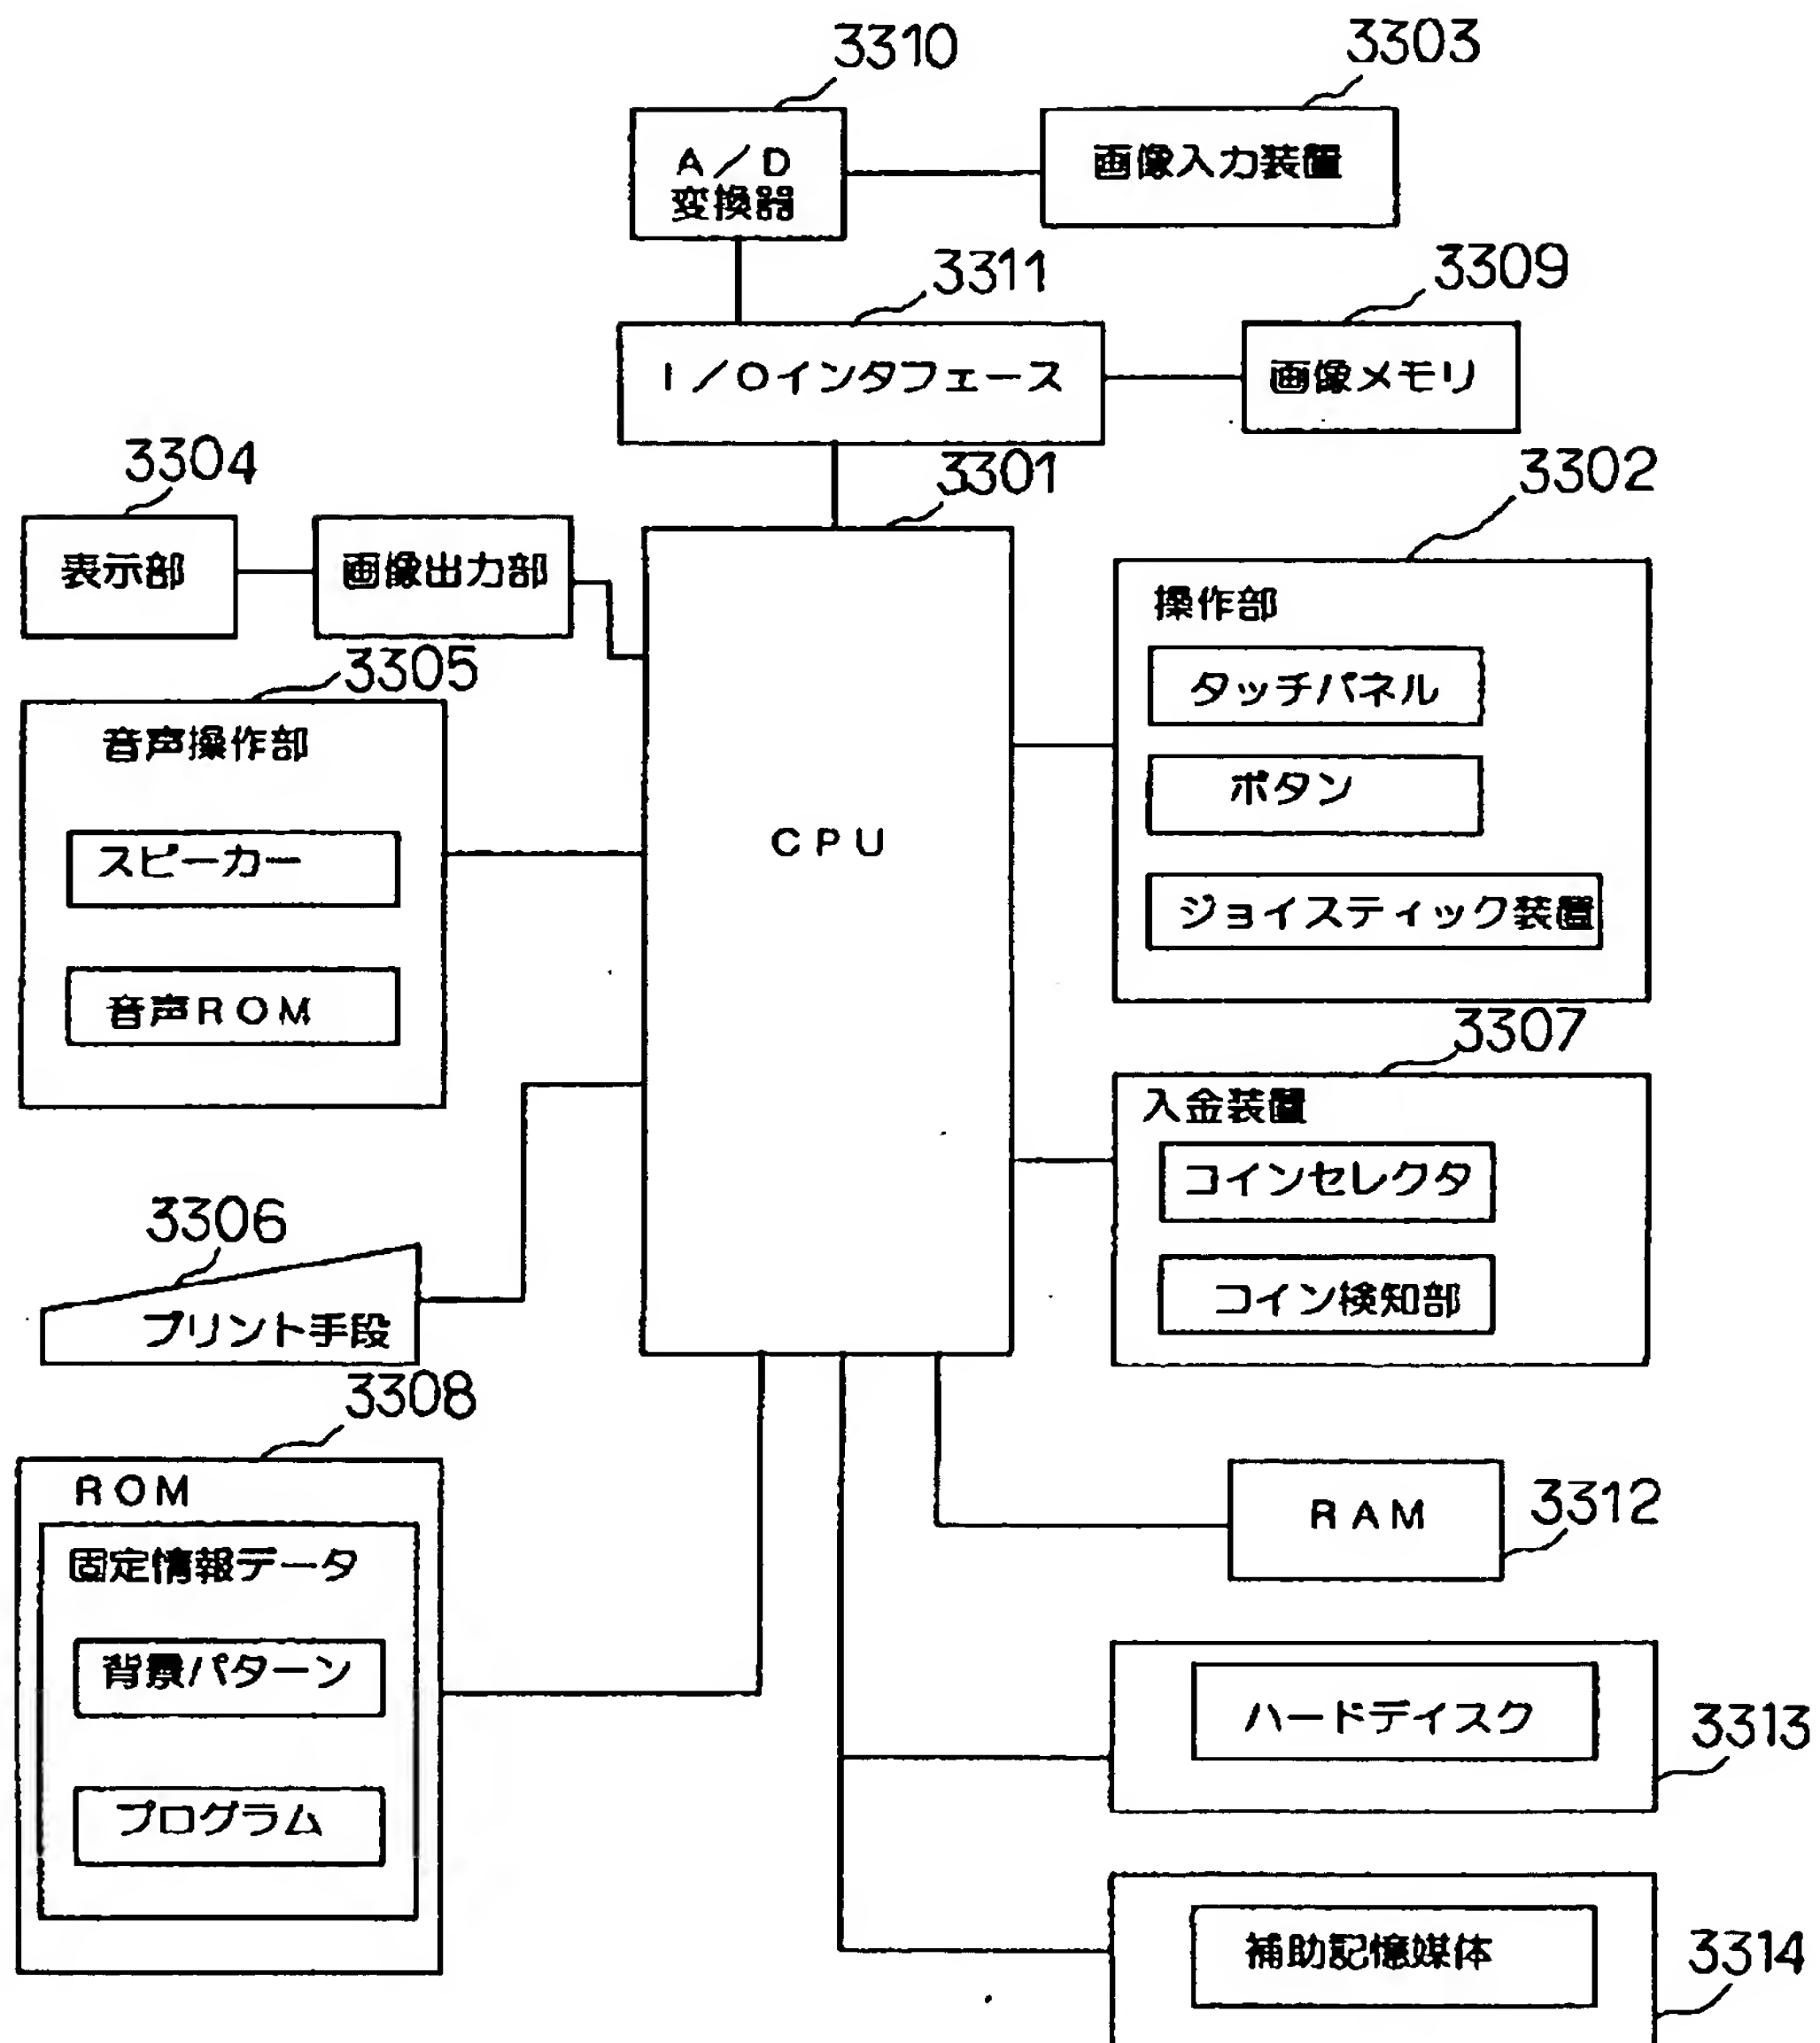 3310
3303
A/D
変換器
画像入力装置
3311
3309
I/Oインタフェース
画像メモリ
3304
3301
3302
表示部
画像出力部
操作部
タッチパネル
ボタン
ジョイスティック装置
3305
音声操作部
スピーカー
音声ROM
CPU
3307
入金装置
コインセレクタ
コイン検知部
3306
プリント手段
3308
ROM
固定情報データ
背景パターン
プログラム
RAM
3312
ハードディスク
3313
補助記憶媒体
3314